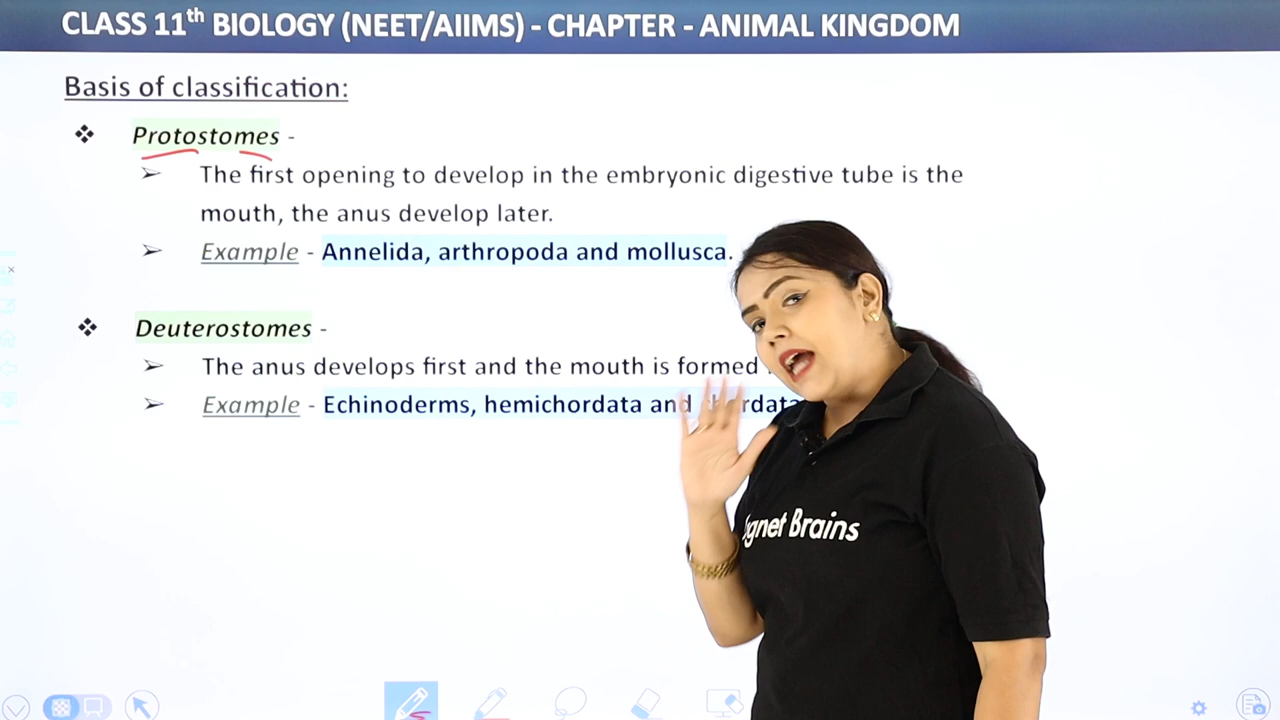 CLASS 11th BIOLOGY (NEET/AIIMS) - CHAPTER - ANIMAL KINGDOM
Basis of classification:
❖ Protostomes -
➢ The first opening to develop in the embryonic digestive tube is the
mouth, the anus develop later.
➢ Example - Annelida, arthropoda and mollusca.
❖ Deuterostomes -
➢ The anus develops first and the mouth is formed
➢ Example - Echinoderms, hemichordata and
Brains